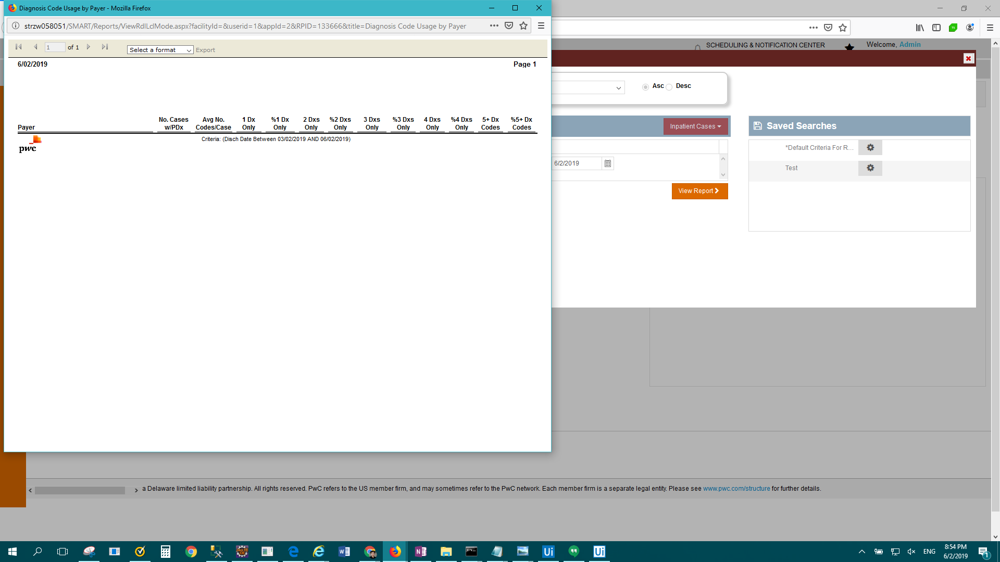 Diagnosis Code Usage by Payer - Mozilla Firefox
strzw058051/SMART/Reports/ViewRdlLclMode.aspx?facilityId=&userid=1&appId=2&RPID=133666&title=Diagnosis Code Usage by Payer
1 of 1 Select a format Export
6/02/2019 Page 1
No. Cases Avg No. 1 Dx %1 Dx 2 Dxs %2 Dxs 3 Dxs %3 Dxs 4 Dxs %4 Dxs 5+ Dx %5+ Dx
Payer w/PDx Codes/Case Only Only Only Only Only Only Only Only Codes Codes
Criteria: (Disch Date Between 03/02/2019 AND 06/02/2019)
pwc
SCHEDULING & NOTIFICATION CENTER Welcome, Admin
Asc Desc
Inpatient Cases
Saved Searches
*Default Criteria For R...
6/2/2019
Test
View Report
a Delaware limited liability partnership. All rights reserved. PwC refers to the US member firm, and may sometimes refer to the PwC network. Each member firm is a separate legal entity. Please see www.pwc.com/structure for further details.
ENG
8:54 PM
6/2/2019
1